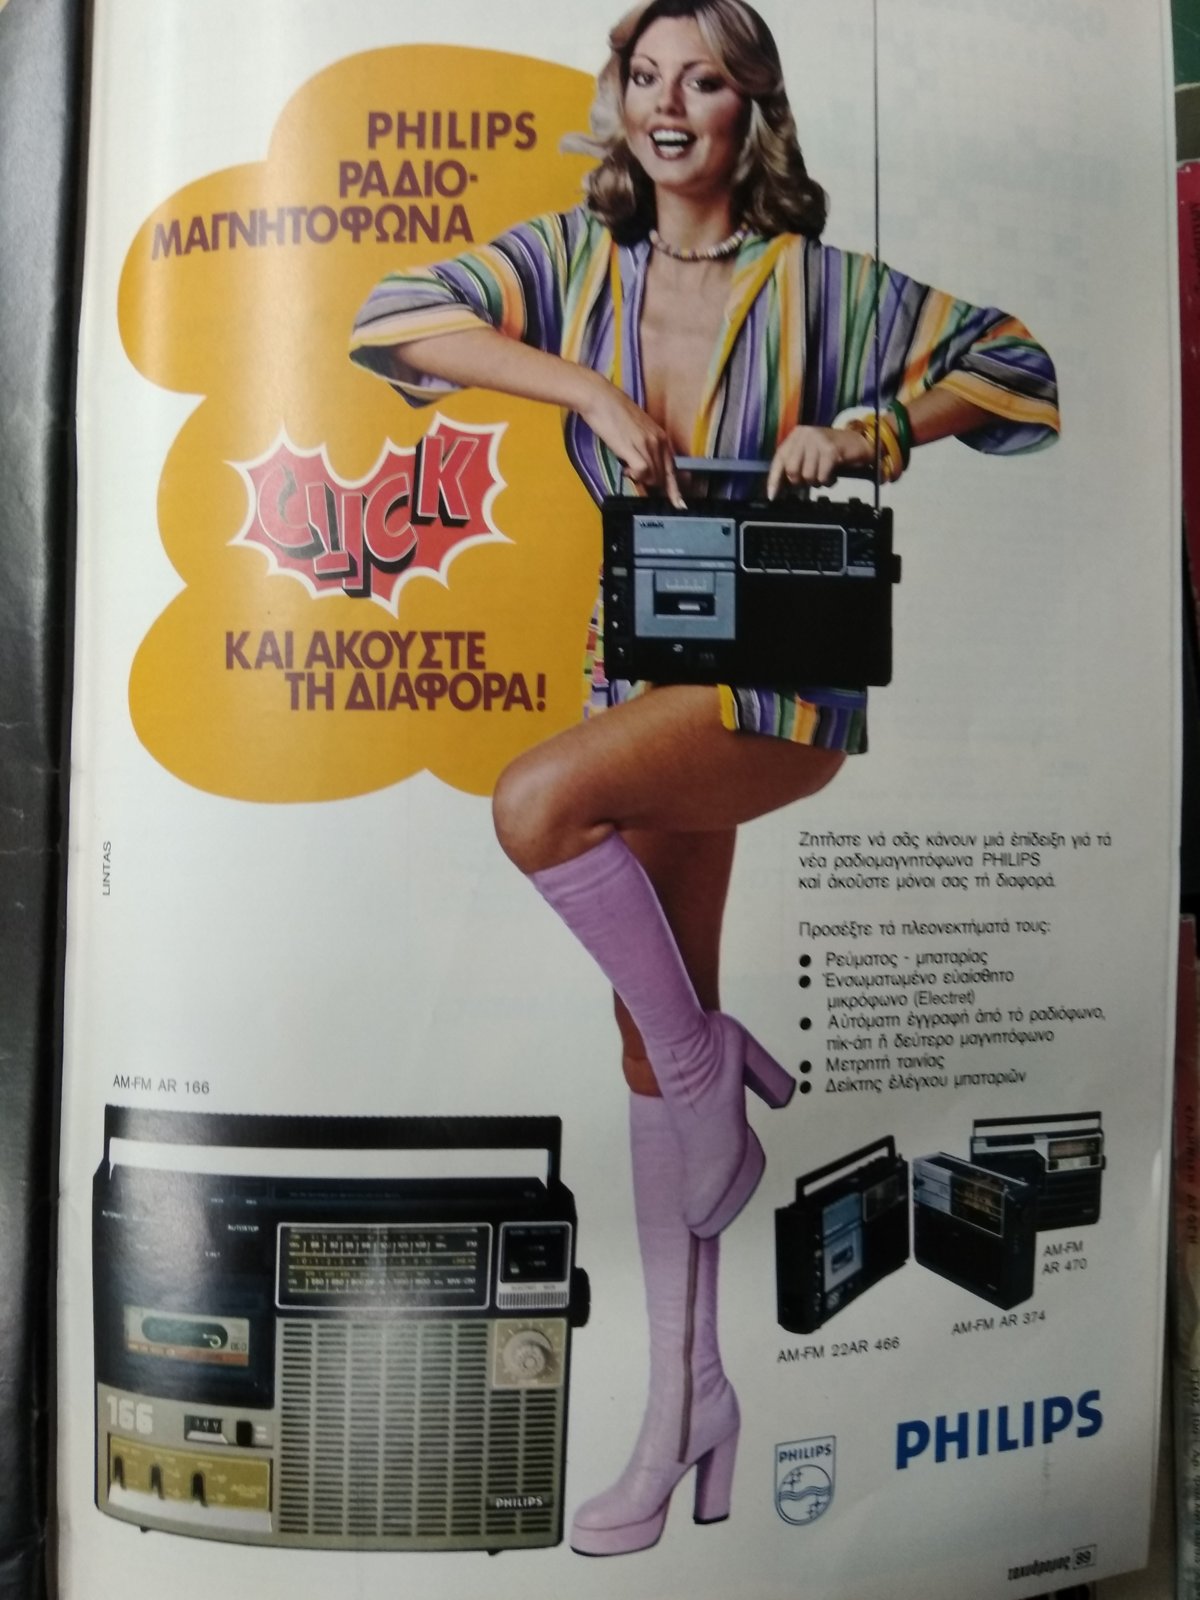 PHILIPS
ΡΑΔΙΟ-
ΜΑΓΝΗΤΟΦΩΝΑ
CLICK
ΚΑΙ ΑΚΟΥΣΤΕ
ΤΗ ΔΙΑΦΟΡΑ!
LINTAS
Ζητῆστε νά σᾶς κάνουν μιά ἐπίδειξη γιά τά
νέα ραδιομαγνητόφωνα PHILIPS
καί ἀκοῦστε μόνοι σας τή διαφορά.
Προσέξτε τά πλεονεκτήματά τους:
● Ρεύματος - μπαταρίας
● Ἐνσωματωμένο εὐαίσθητο
μικρόφωνο (Electret)
● Αὐτόματη ἐγγραφή ἀπό τό ραδιόφωνο,
πίκ-άπ ἤ δεύτερο μαγνητόφωνο
● Μετρητή ταινίας
● Δείκτης ἐλέγχου μπαταριῶν
AM-FM AR 166
AUTOSTOP
166
PHILIPS
AM-FM
AR 470
AM-FM AR 374
AM-FM 22AR 466
PHILIPS
PHILIPS
ταχυδρομος 89